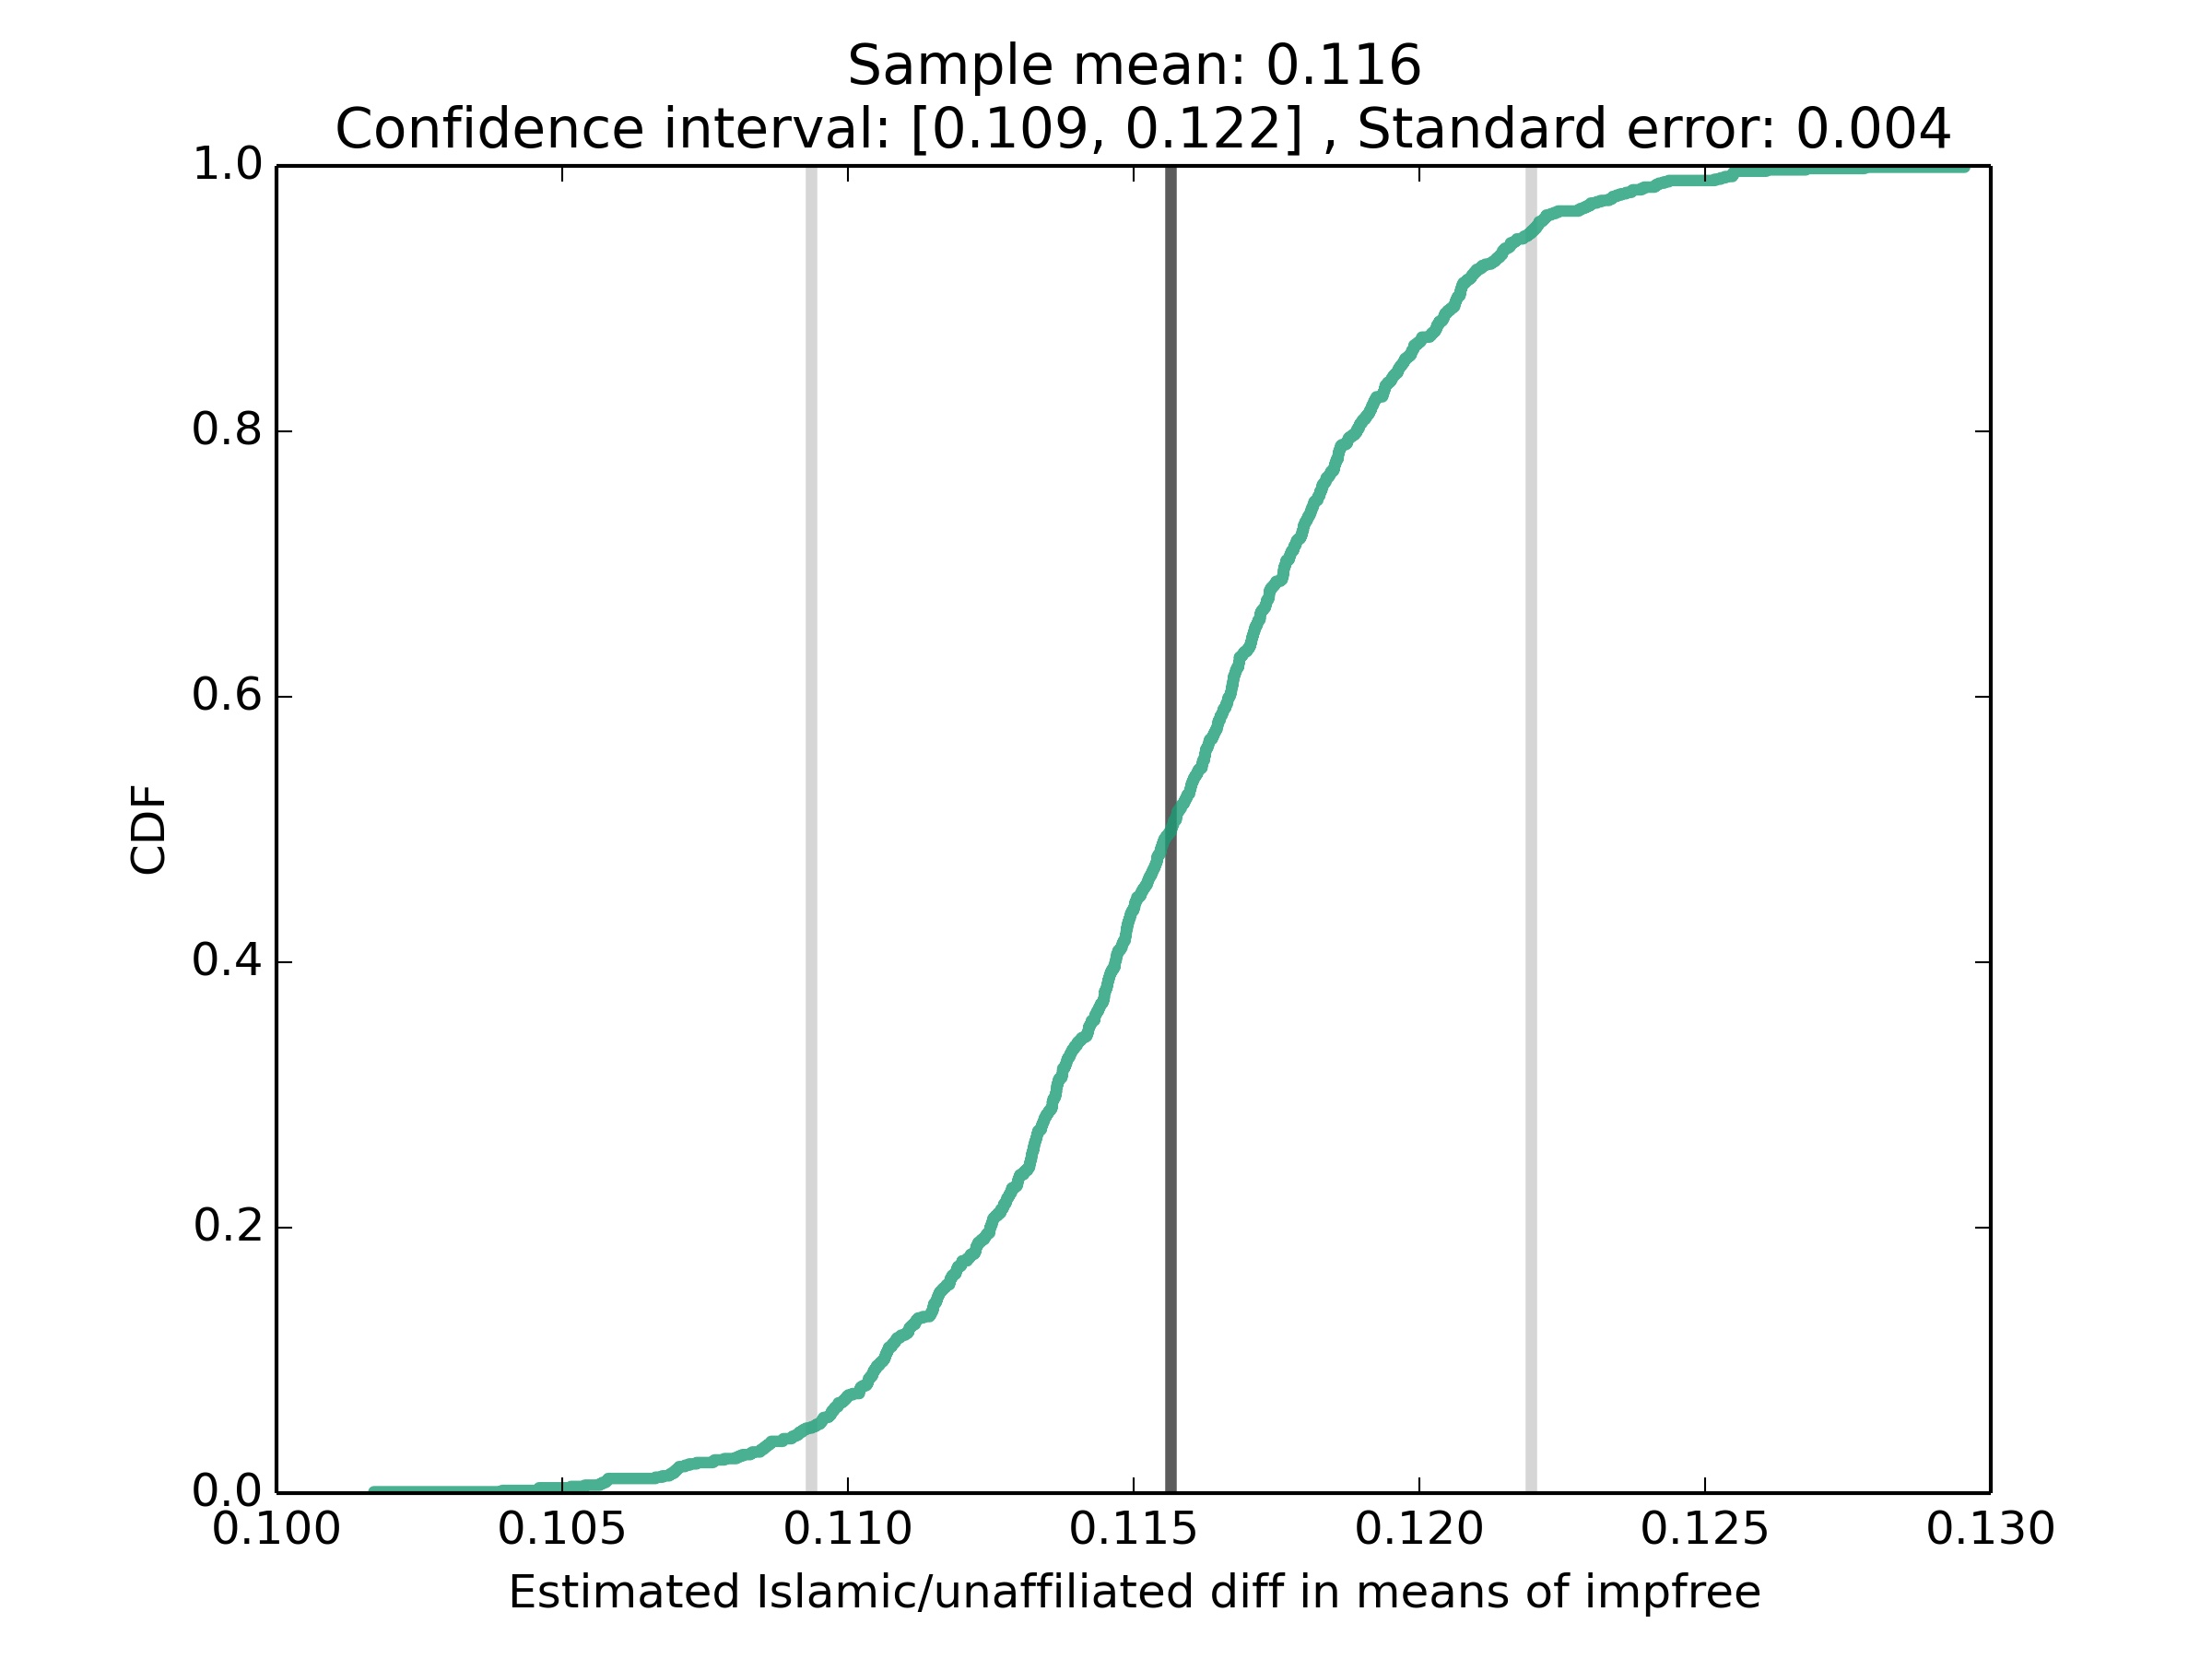 Sample mean: 0.116
Confidence interval: [0.109, 0.122] , Standard error: 0.004
1.0
0.8
0.6
0.4
0.2
0.0
CDF
0.100 0.105 0.110 0.115 0.120 0.125 0.130
Estimated Islamic/unaffiliated diff in means of impfree